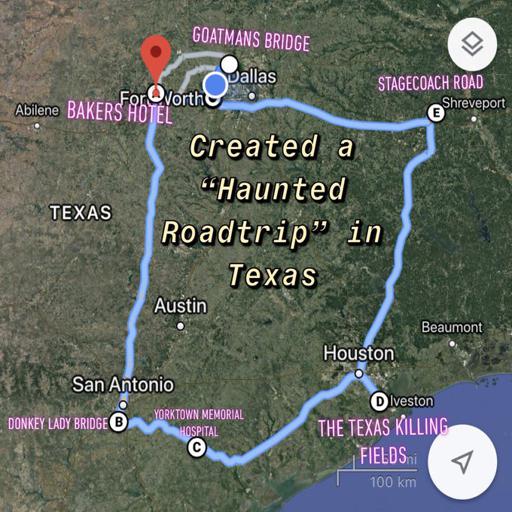 GOATMANS BRIDGE
Dallas
STAGECOACH ROAD
A
Fort Worth
E
Shreveport
Abilene
BAKERS HOTEL
Created a
“Haunted
Roadtrip” in
Texas
TEXAS
Austin
Beaumont
Houston
San Antonio
D
lveston
DONKEY LADY BRIDGE
B
YORKTOWN MEMORIAL
HOSPITAL
C
THE TEXAS KILLING
FIELDS
mi
100 km